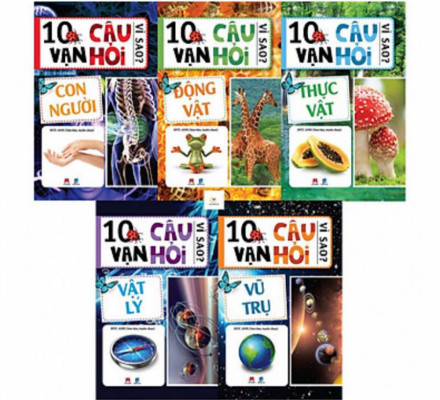 10 CÂU
VẠN HỎI
VÌ SAO?
CON
NGƯỜI
10 CÂU
VẠN HỎI
VÌ SAO?
ĐỘNG
VẬT
10 CÂU
VẠN HỎI
VÌ SAO?
THỰC
VẬT
10 CÂU
VẠN HỎI
VÌ SAO?
VẬT
LÝ
10 CÂU
VẠN HỎI
VÌ SAO?
VŨ
TRỤ